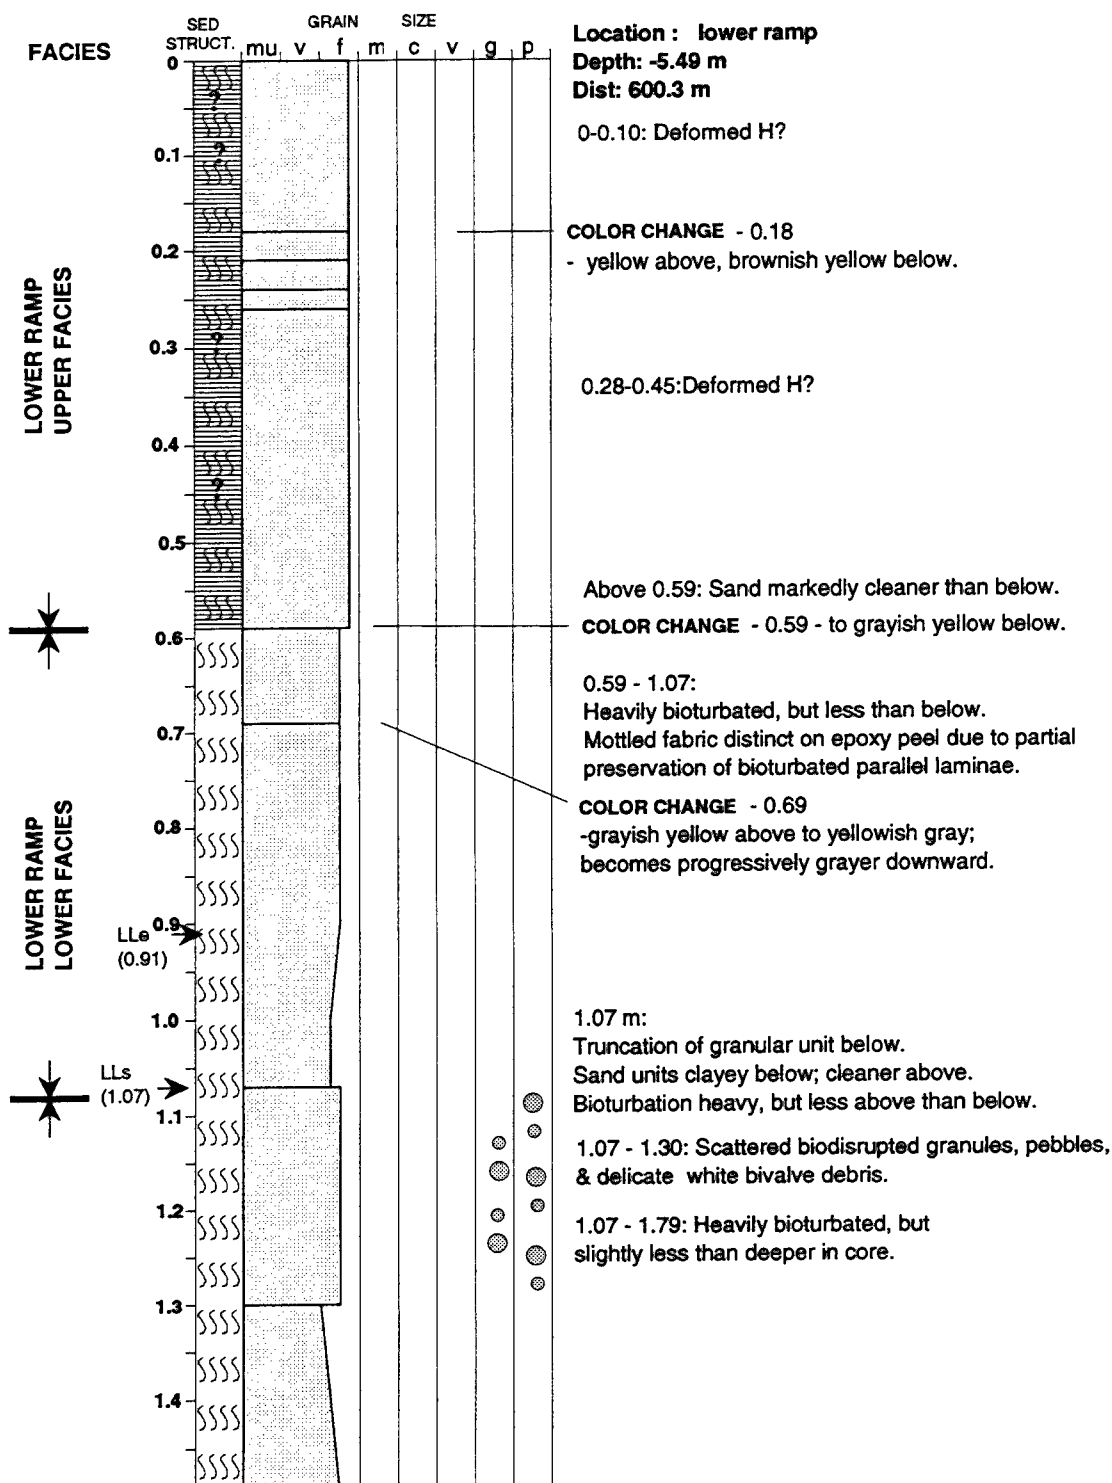 SED
STRUCT.
GRAIN SIZE
FACIES
mu v f m c v g p
Location : lower ramp
Depth: -5.49 m
Dist: 600.3 m
0
?
0-0.10: Deformed H?
?
0.1
COLOR CHANGE - 0.18
- yellow above, brownish yellow below.
0.2
LOWER RAMP
UPPER FACIES
?
0.3
0.28-0.45:Deformed H?
0.4
?
0.5
Above 0.59: Sand markedly cleaner than below.
COLOR CHANGE - 0.59 - to grayish yellow below.
0.6
0.59 - 1.07:
Heavily bioturbated, but less than below.
Mottled fabric distinct on epoxy peel due to partial
preservation of bioturbated parallel laminae.
0.7
COLOR CHANGE - 0.69
-grayish yellow above to yellowish gray;
becomes progressively grayer downward.
0.8
LOWER RAMP
LOWER FACIES
0.9
LLe
(0.91)
1.0
1.07 m:
Truncation of granular unit below.
Sand units clayey below; cleaner above.
Bioturbation heavy, but less above than below.
LLs
(1.07)
1.1
1.07 - 1.30: Scattered biodisrupted granules, pebbles,
& delicate white bivalve debris.
1.2
1.07 - 1.79: Heavily bioturbated, but
slightly less than deeper in core.
1.3
1.4